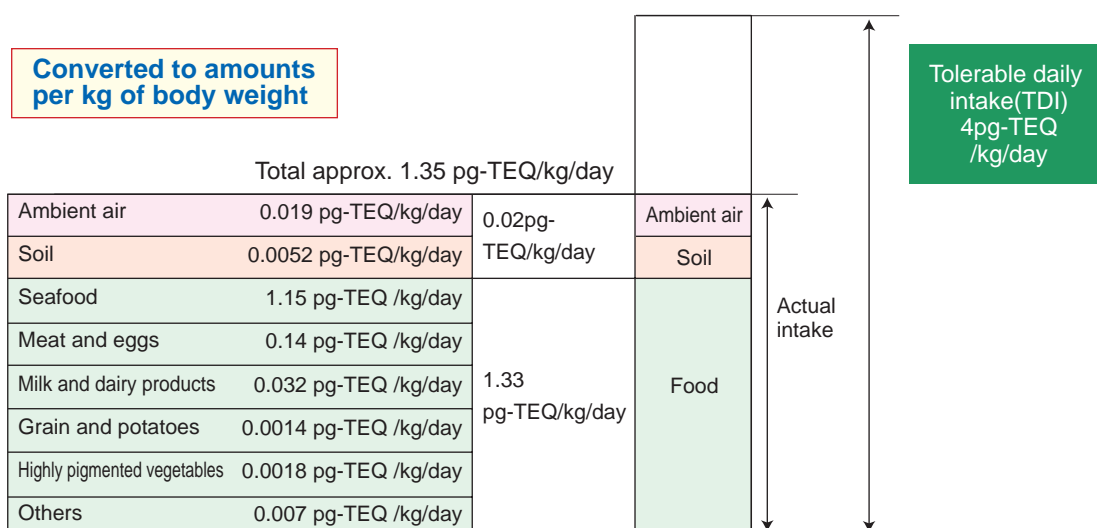 Converted to amounts
per kg of body weight
Tolerable daily
intake(TDI)
4pg-TEQ
/kg/day
Total approx. 1.35 pg-TEQ/kg/day
Ambient air 0.019 pg-TEQ/kg/day
Soil 0.0052 pg-TEQ/kg/day
0.02pg-
TEQ/kg/day
Ambient air
Soil
Seafood 1.15 pg-TEQ /kg/day
Meat and eggs 0.14 pg-TEQ /kg/day
Milk and dairy products 0.032 pg-TEQ /kg/day
Grain and potatoes 0.0014 pg-TEQ /kg/day
Highly pigmented vegetables 0.0018 pg-TEQ /kg/day
Others 0.007 pg-TEQ /kg/day
1.33
pg-TEQ/kg/day
Food
Actual
intake